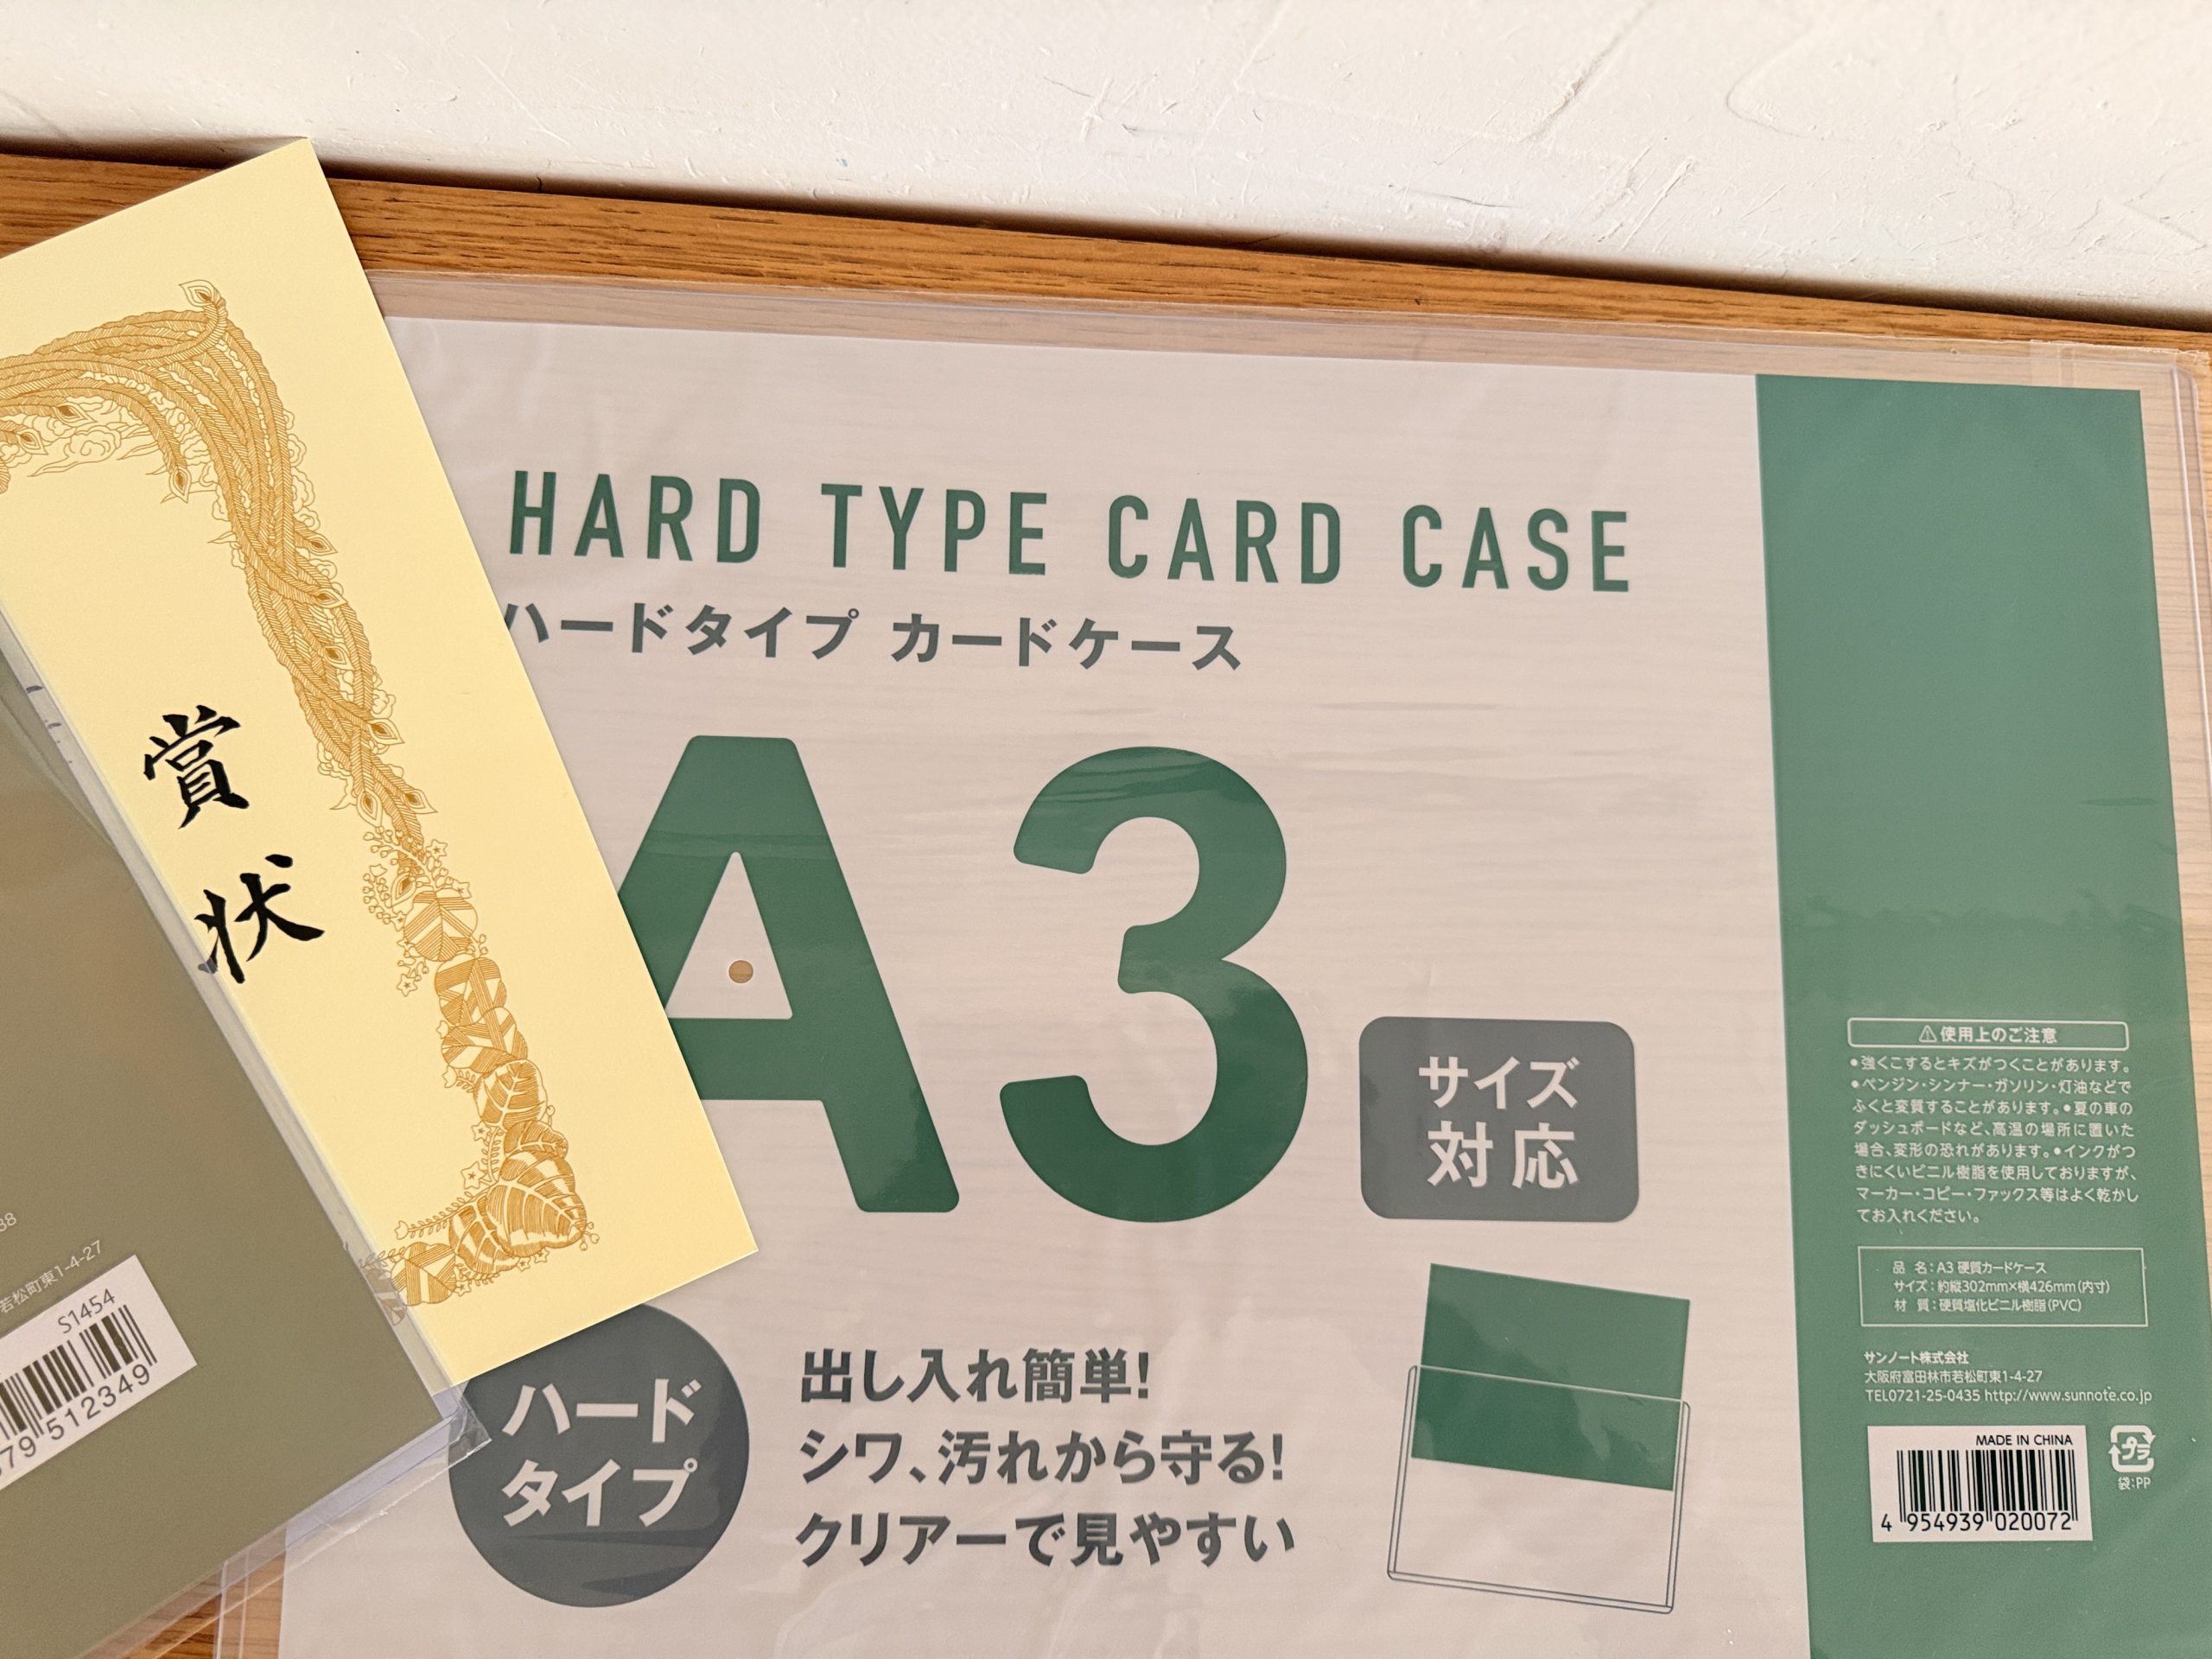 賞状
若松町東1-4-27
S1454
79 512349
HARD TYPE CARD CASE
ハードタイプ カードケース
A3
サイズ
対応
ハード
タイプ
出し入れ簡単!
シワ、汚れから守る!
クリアーで見やすい
⚠使用上のご注意
●強くこするとキズがつくことがあります。
●ベンジン・シンナー・ガソリン・灯油などで
ふくと変質することがあります。●夏の車の
ダッシュボードなど、高温の場所に置いた
場合、変形の恐れがあります。●インクがつ
きにくいビニル樹脂を使用しておりますが、
マーカー・コピー・ファックス等はよく乾かし
てお入れください。
品 名:A3 硬質カードケース
サイズ:約縦302mm×横426mm(内寸)
材 質:硬質塩化ビニル樹脂(PVC)
サンノート株式会社
大阪府富田林市若松町東1-4-27
TEL0721-25-0435 http://www.sunnote.co.jp
MADE IN CHINA
4 954939 020072
プラ
袋:PP